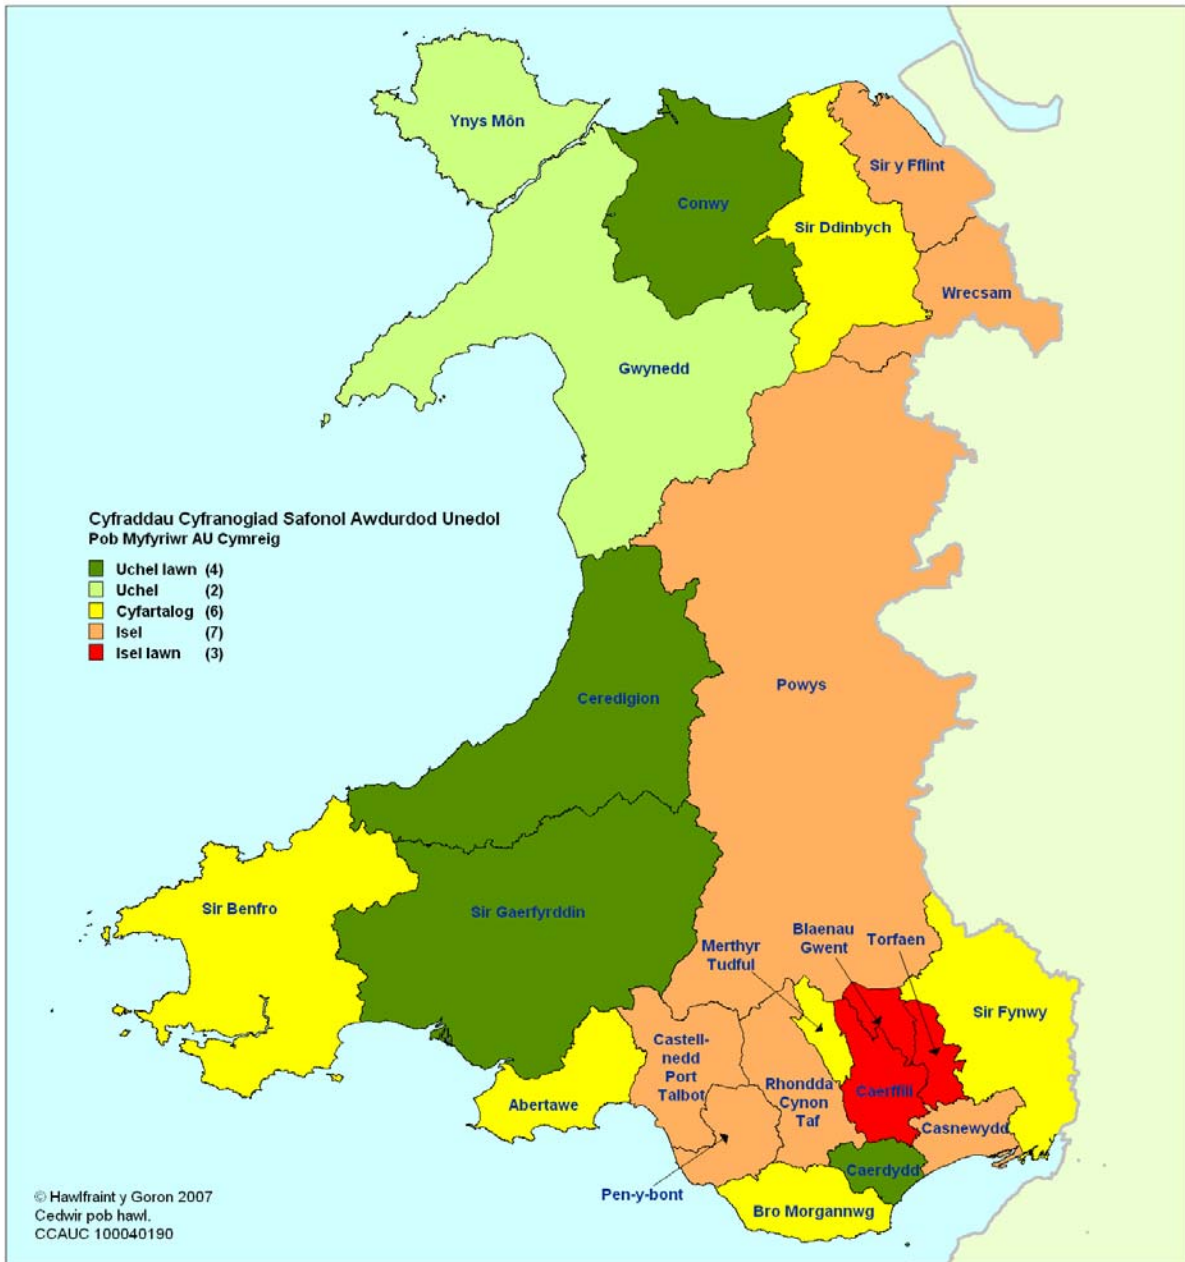 Ynys Môn
Conwy
Sir y Fflint
Sir Ddinbych
Wrecsam
Gwynedd
Cyfraddau Cyfranogiad Safonol Awdurdod Unedol
Pob Myfyriwr AU Cymreig
Uchel Iawn (4)
Uchel (2)
Cyfartalog (6)
Isel (7)
Isel Iawn (3)
Ceredigion
Powys
Sir Benfro
Sir Gaerfyrddin
Merthyr
Tudful
Blaenau
Gwent
Torfaen
Sir Fynwy
Castell-
nedd
Port
Talbot
Rhondda
Cynon
Taf
Caerffili
Abertawe
Casnewydd
Caerdydd
Pen-y-bont
Bro Morgannwg
© Hawlfraint y Goron 2007
Cedwir pob hawl.
CCAUC 100040190